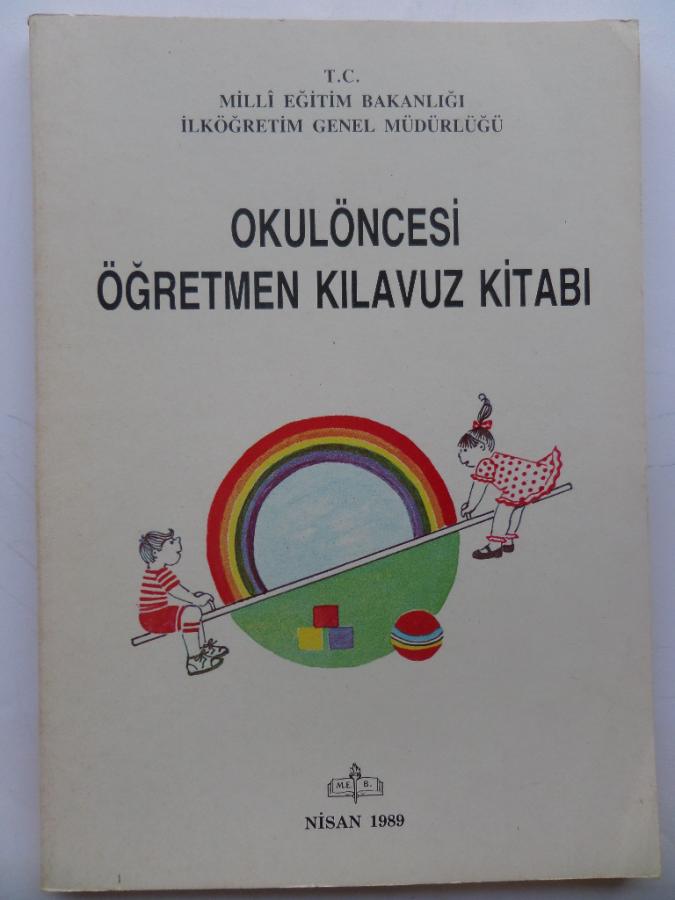 T.C.
MİLLÎ EĞİTİM BAKANLIĞI
İLKÖĞRETİM GENEL MÜDÜRLÜĞÜ
OKULÖNCESİ
ÖĞRETMEN KILAVUZ KİTABI
M.E. B.
NİSAN 1989